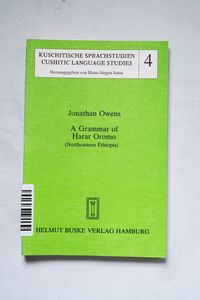 KUSCHITISCHE SPRACHSTUDIEN
CUSHITIC LANGUAGE STUDIES
Herausgegeben von Hans-Jürgen Sasse
4
Jonathan Owens
A Grammar of
Harar Oromo
(Northeastern Ethiopia)
HELMUT BUSKE VERLAG HAMBURG